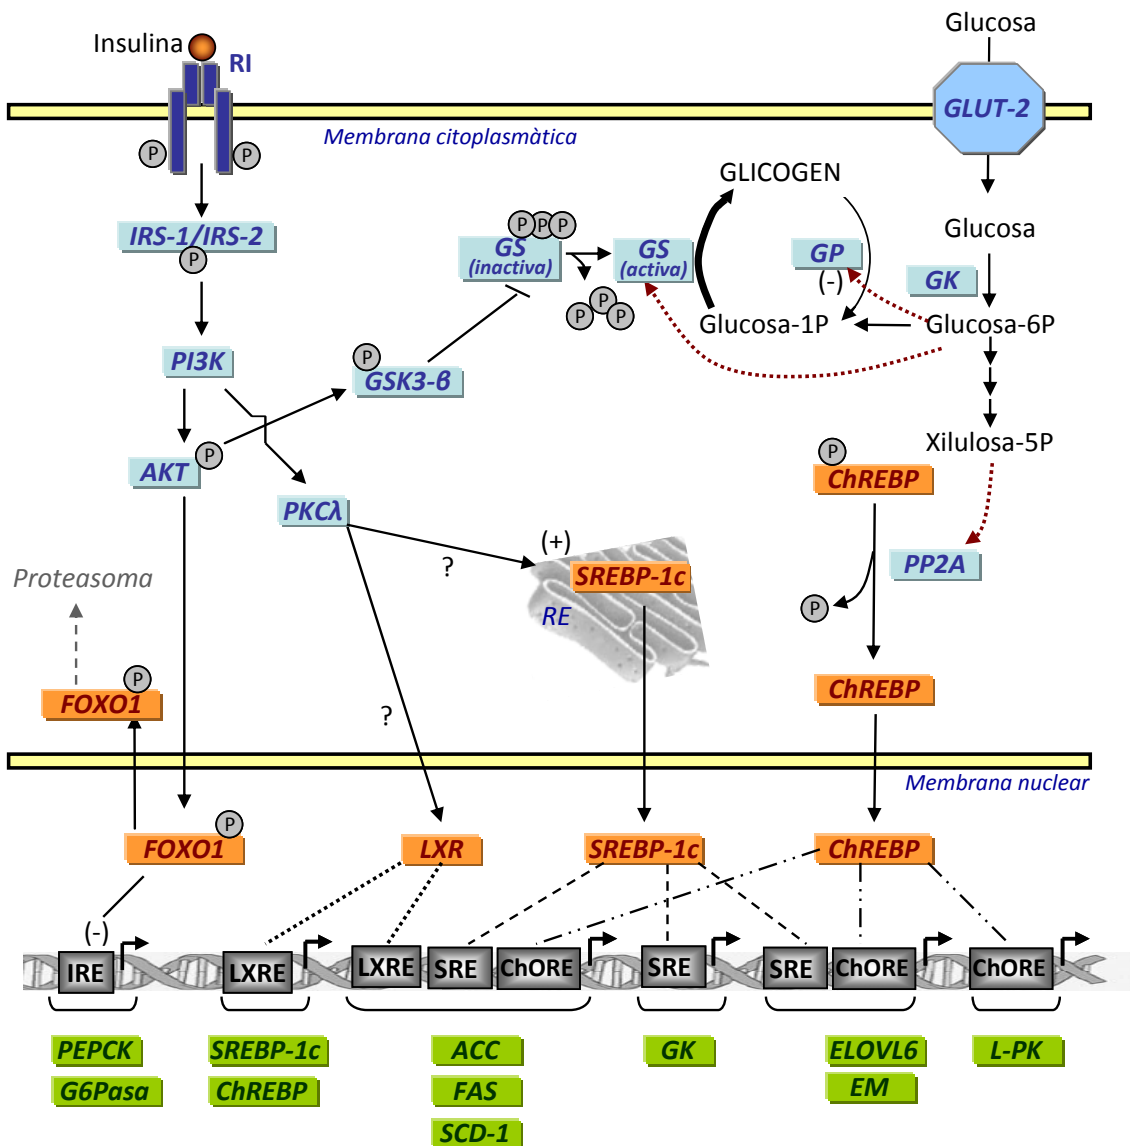 Glucosa
Insulina
RI
GLUT-2
Membrana citoplasmàtica
P
P
GLICOGEN
P P P
IRS-1/IRS-2
P
GS
(inactiva)
GS
(activa)
GP
(-)
Glucosa
GK
P
P
P
Glucosa-1P
Glucosa-6P
PI3K
P
GSK3-β
AKT
P
Xilulosa-5P
P
ChREBP
PKCλ
(+)
?
SREBP-1c
RE
PP2A
Proteasoma
P
P
FOXO1
ChREBP
?
Membrana nuclear
P
FOXO1
LXR
SREBP-1c
ChREBP
(-)
IRE
LXRE
LXRE
SRE
ChORE
SRE
SRE
ChORE
ChORE
PEPCK
SREBP-1c
ACC
GK
ELOVL6
L-PK
G6Pasa
ChREBP
FAS
EM
SCD-1